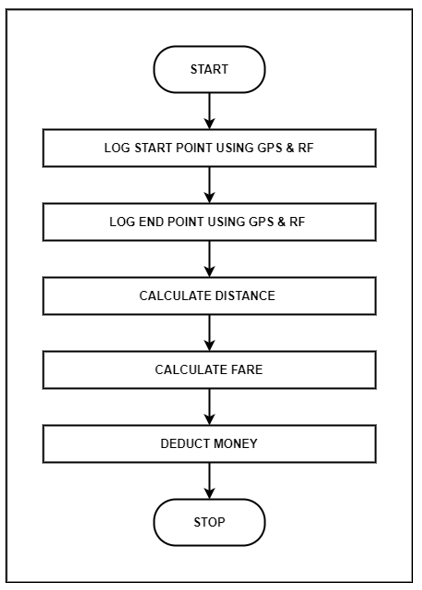 START
LOG START POINT USING GPS & RF
LOG END POINT USING GPS & RF
CALCULATE DISTANCE
CALCULATE FARE
DEDUCT MONEY
STOP